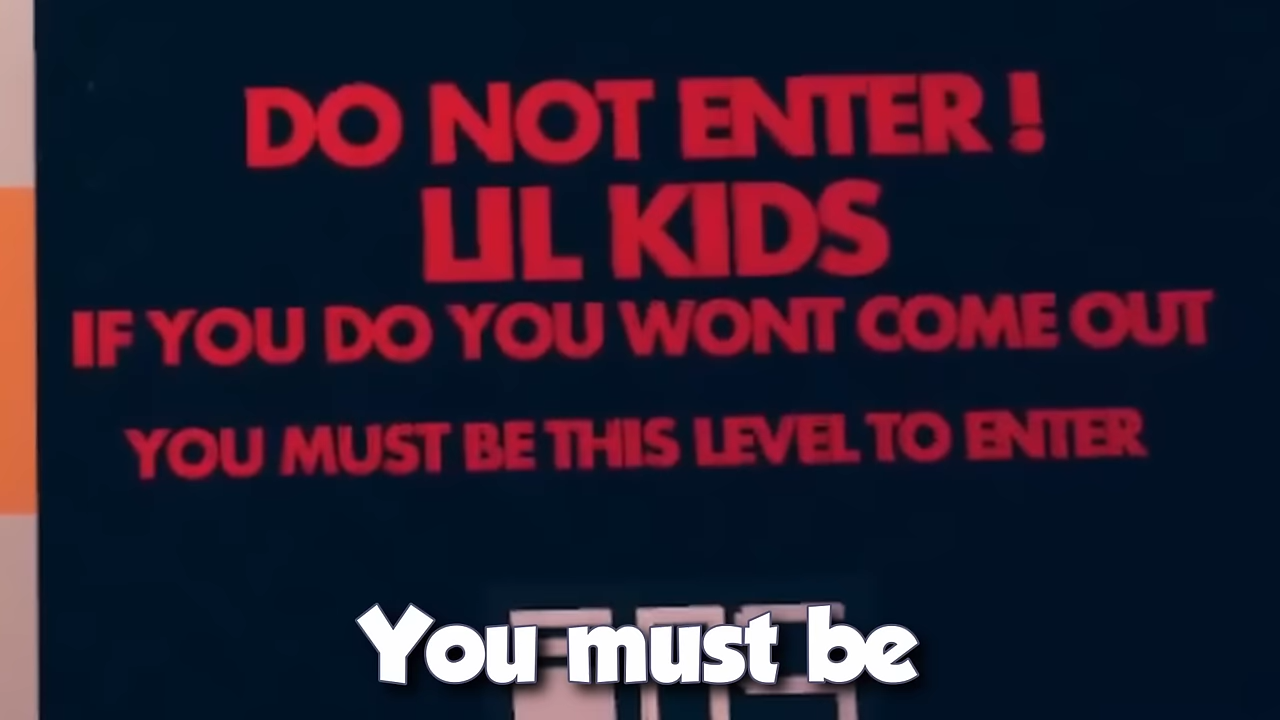 DO NOT ENTER !
LIL KIDS
IF YOU DO YOU WONT COME OUT
YOU MUST BE THIS LEVEL TO ENTER
You must be